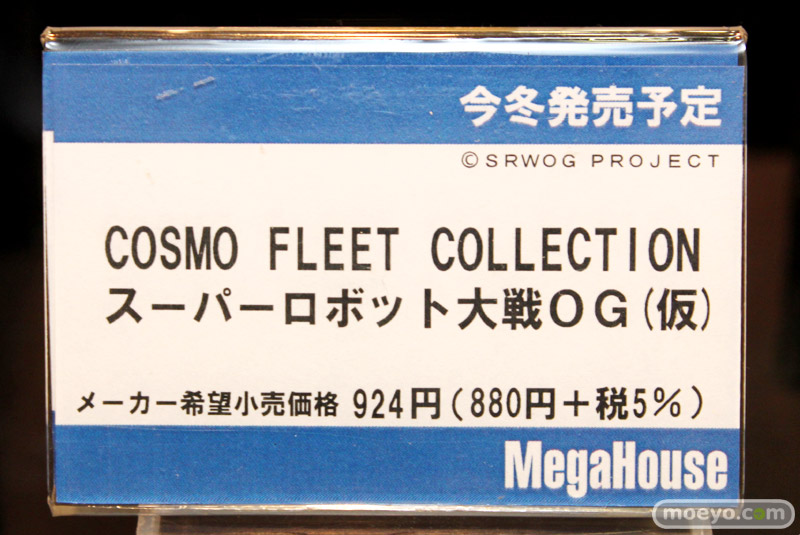 今冬発売予定
©SRWOG PROJECT
COSMO FLEET COLLECTION
スーパーロボット大戦OG(仮)
メーカー希望小売価格 924円(880円+税5%)
MegaHouse
moeyo.com